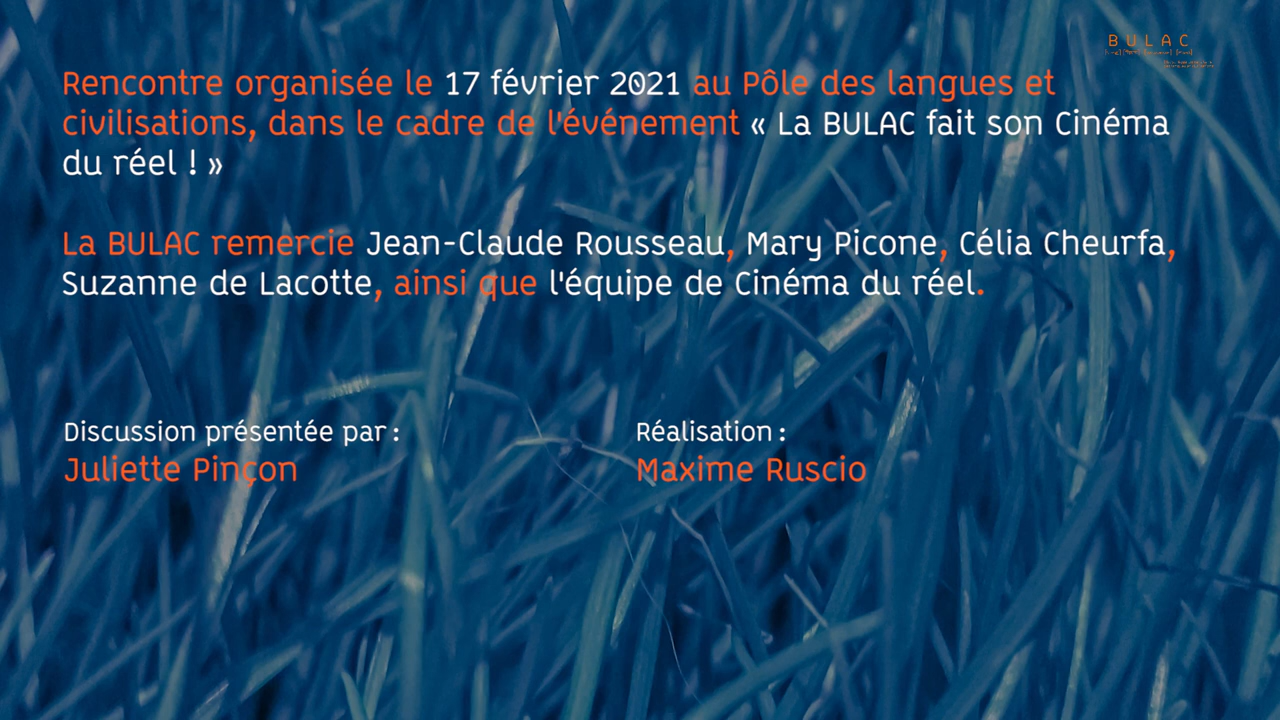 BULAC
Rencontre organisée le 17 février 2021 au Pôle des langues et
civilisations, dans le cadre de l'événement « La BULAC fait son Cinéma
du réel ! »
La BULAC remercie Jean-Claude Rousseau, Mary Picone, Célia Cheurfa,
Suzanne de Lacotte, ainsi que l'équipe de Cinéma du réel.
Discussion présentée par :
Juliette Pinçon
Réalisation :
Maxime Ruscio